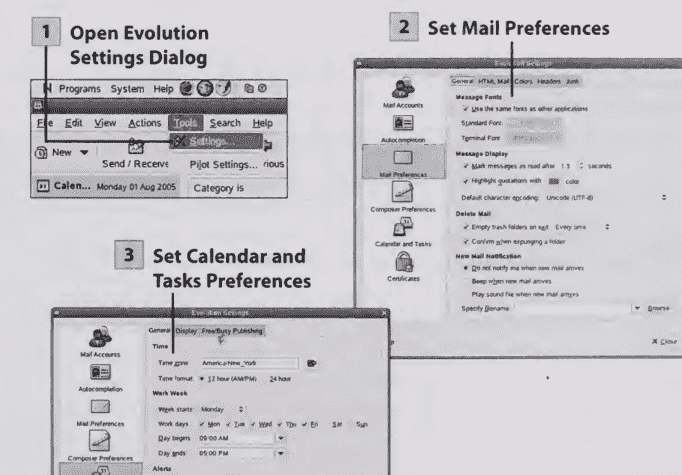 1 Open Evolution
Settings Dialog
Programs System Help
File Edit View Actions Tools Search Help
New Settings...
Send / Receive Pilot Settings... rious
Calen... Monday 01 Aug 2005 Category is
2 Set Mail Preferences
Evolution Settings
General HTML Mail Colors Headers Junk
Mail Accounts
Autocompletion
Mail Preferences
Composer Preferences
Calendar and Tasks
Certificates
Message Fonts
Use the same fonts as other applications
Standard Font:
Terminal Font:
Message Display
Mark messages as read after 1.5 seconds
Highlight quotations with color
Default character encoding: Unicode (UTF-8)
Delete Mail
Empty trash folders on exit Every time
Confirm when expunging a folder
New Mail Notification
Do not notify me when new mail arrives
Beep when new mail arrives
Play sound file when new mail arrives
Specify filename: Browse
Close
3 Set Calendar and
Tasks Preferences
Evolution Settings
General Display Free/Busy Publishing
Mail Accounts
Autocompletion
Mail Preferences
Composer Preferences
Time
Time zone America/New_York
Time format: 12 hour (AM/PM) 24 hour
Work Week
Week starts: Monday
Work days: Mon Tue Wed Thu Fri Sat Sun
Day begins: 09:00 AM
Day ends: 05:00 PM
Alerts